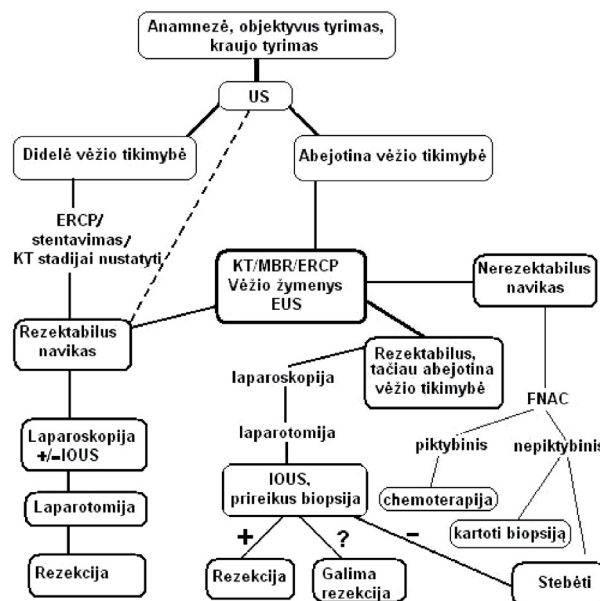 Anamnezė, objektyvus tyrimas,
kraujo tyrimas
US
Didelė vėžio tikimybė
Abejotina vėžio tikimybė
ERCP/
stentavimas/
KT stadijai nustatyti
KT/MBR/ERCP
Vėžio žymenys
EUS
Nerezektabilus
navikas
Rezektabilus
navikas
Rezektabilus,
tačiau abejotina
vėžio tikimybė
laparoskopija
FNAC
laparotomija
piktybinis
nepiktybinis
Laparoskopija
+/–IOUS
IOUS,
prireikus biopsija
chemoterapija
Laparotomija
kartoti biopsiją
+
?
–
Rezekcija
Rezekcija
Galima
rezekcija
Stebėti